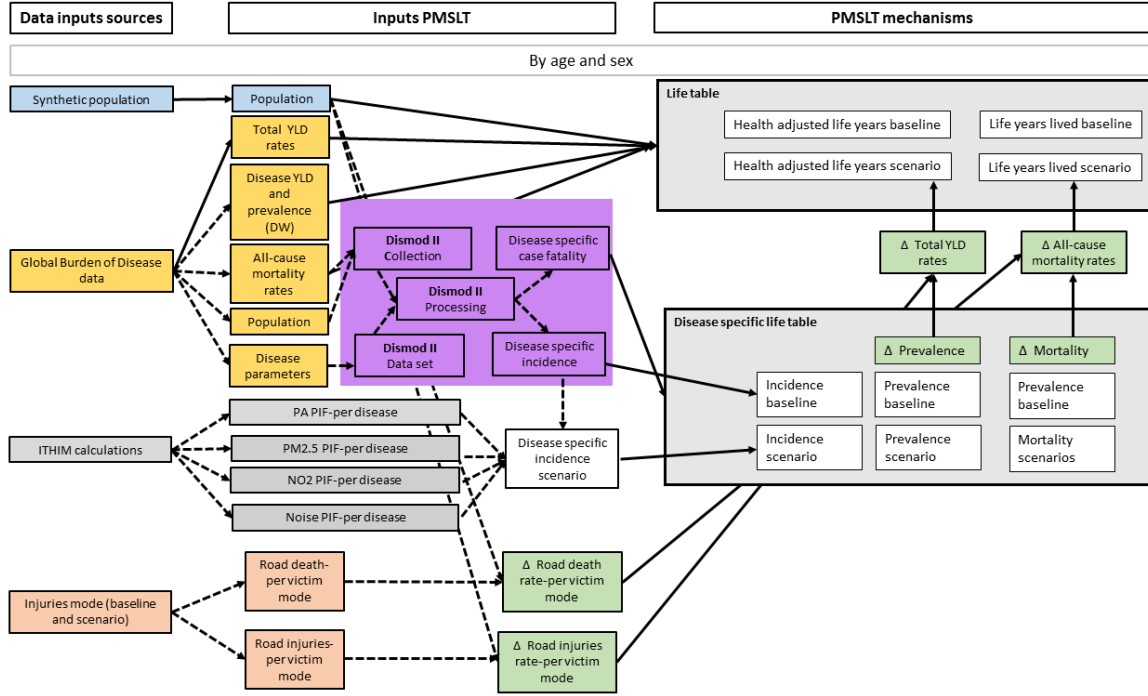 Data inputs sources
Inputs PMSLT
PMSLT mechanisms
By age and sex
Synthetic population
Population
Total YLD
rates
Disease YLD
and
prevalence
(DW)
Global Burden of Disease
data
All-cause
mortality
rates
Population
Disease
parameters
Dismod II
Collection
Dismod II
Processing
Dismod II
Data set
Disease specific
case fatality
Disease specific
incidence
Life table
Health adjusted life years baseline
Life years lived baseline
Health adjusted life years scenario
Life years lived scenario
Δ Total YLD
rates
Δ All-cause
mortality rates
Disease specific life table
Δ Prevalence
Δ Mortality
Incidence
baseline
Prevalence
baseline
Prevalence
baseline
Incidence
scenario
Prevalence
scenario
Mortality
scenarios
ITHIM calculations
PA PIF-per disease
PM2.5 PIF-per disease
NO2 PIF-per disease
Noise PIF-per disease
Disease specific
incidence
scenario
Injuries mode (baseline
and scenario)
Road death-
per victim
mode
Road injuries-
per victim
mode
Δ Road death
rate-per victim
mode
Δ Road injuries
rate-per victim
mode